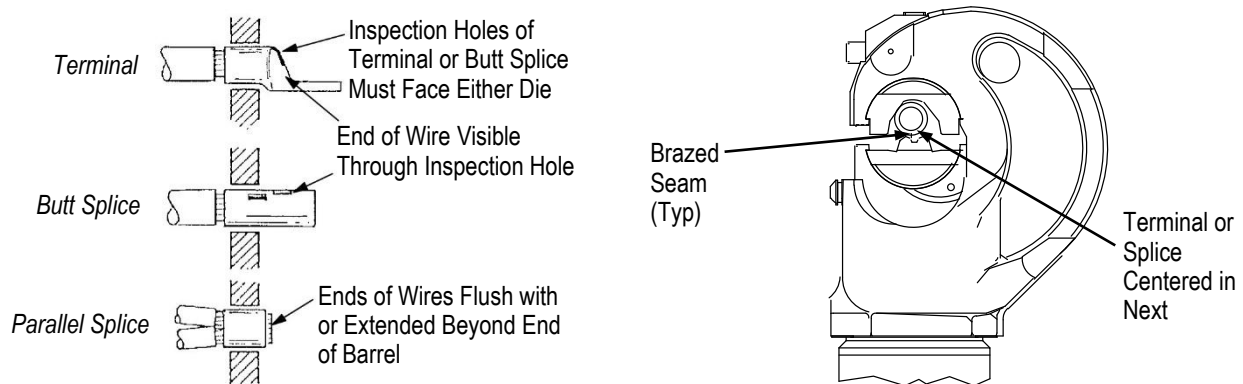 Terminal
Inspection Holes of
Terminal or Butt Splice
Must Face Either Die
End of Wire Visible
Through Inspection Hole
Butt Splice
Parallel Splice
Ends of Wires Flush with
or Extended Beyond End
of Barrel
Brazed
Seam
(Typ)
Terminal or
Splice
Centered in
Next